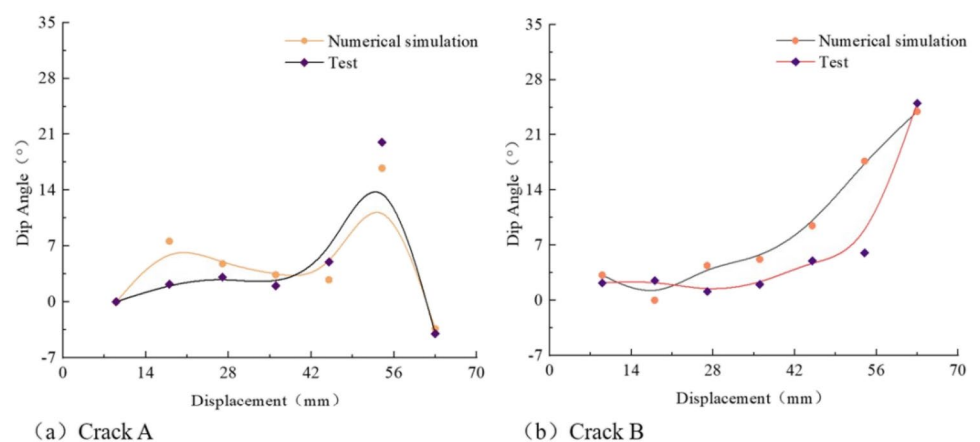 35
28
21
14
7
0
-7
Dip Angle（°）
Numerical simulation
Test
0 14 28 42 56 70
Displacement（mm）
（a）Crack A
35
28
21
14
7
0
-7
Dip Angle（°）
Numerical simulation
Test
0 14 28 42 56 70
Displacement（mm）
（b）Crack B